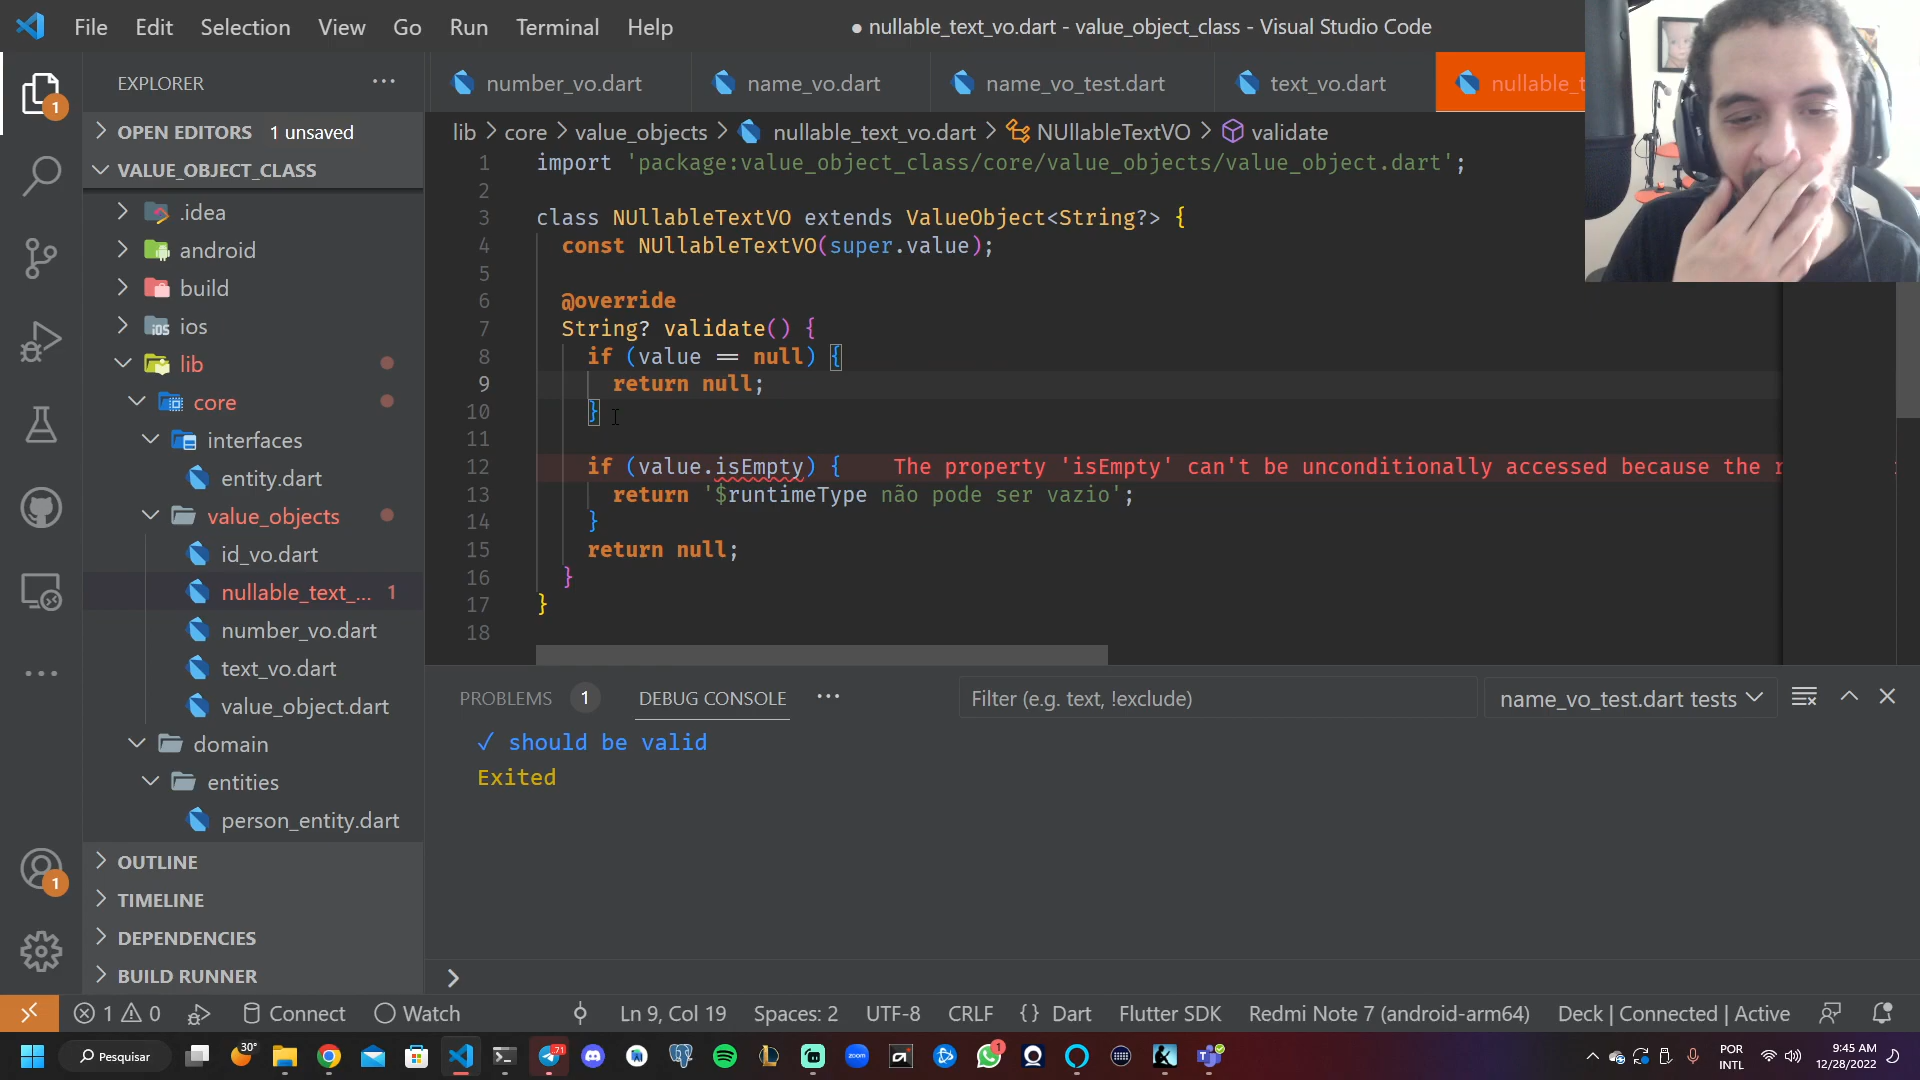 File Edit Selection View Go Run Terminal Help
● nullable_text_vo.dart - value_object_class - Visual Studio Code
EXPLORER
number_vo.dart name_vo.dart name_vo_test.dart text_vo.dart nullable_t
1
OPEN EDITORS 1 unsaved
lib > core > value_objects > nullable_text_vo.dart > NUllableTextVO > validate
VALUE_OBJECT_CLASS
.idea
android
build
ios
lib
core
interfaces
entity.dart
value_objects
id_vo.dart
nullable_text_... 1
number_vo.dart
text_vo.dart
value_object.dart
domain
entities
person_entity.dart
OUTLINE
TIMELINE
DEPENDENCIES
BUILD RUNNER
1
1 import 'package:value_object_class/core/value_objects/value_object.dart';
2
3 class NUllableTextVO extends ValueObject<String?> {
4 const NUllableTextVO(super.value);
5
6 @override
7 String? validate() {
8 if (value == null) {
9 return null;
10 }
11
12 if (value.isEmpty) { The property 'isEmpty' can't be unconditionally accessed because the r
13 return '$runtimeType não pode ser vazio';
14 }
15 return null;
16 }
17 }
18
PROBLEMS 1 DEBUG CONSOLE ... Filter (e.g. text, !exclude) name_vo_test.dart tests
✓ should be valid
Exited
>
1 0 Connect Watch Ln 9, Col 19 Spaces: 2 UTF-8 CRLF {} Dart Flutter SDK Redmi Note 7 (android-arm64) Deck | Connected | Active
30° Pesquisar 71 zoom 1 POR INTL 9:45 AM 12/28/2022